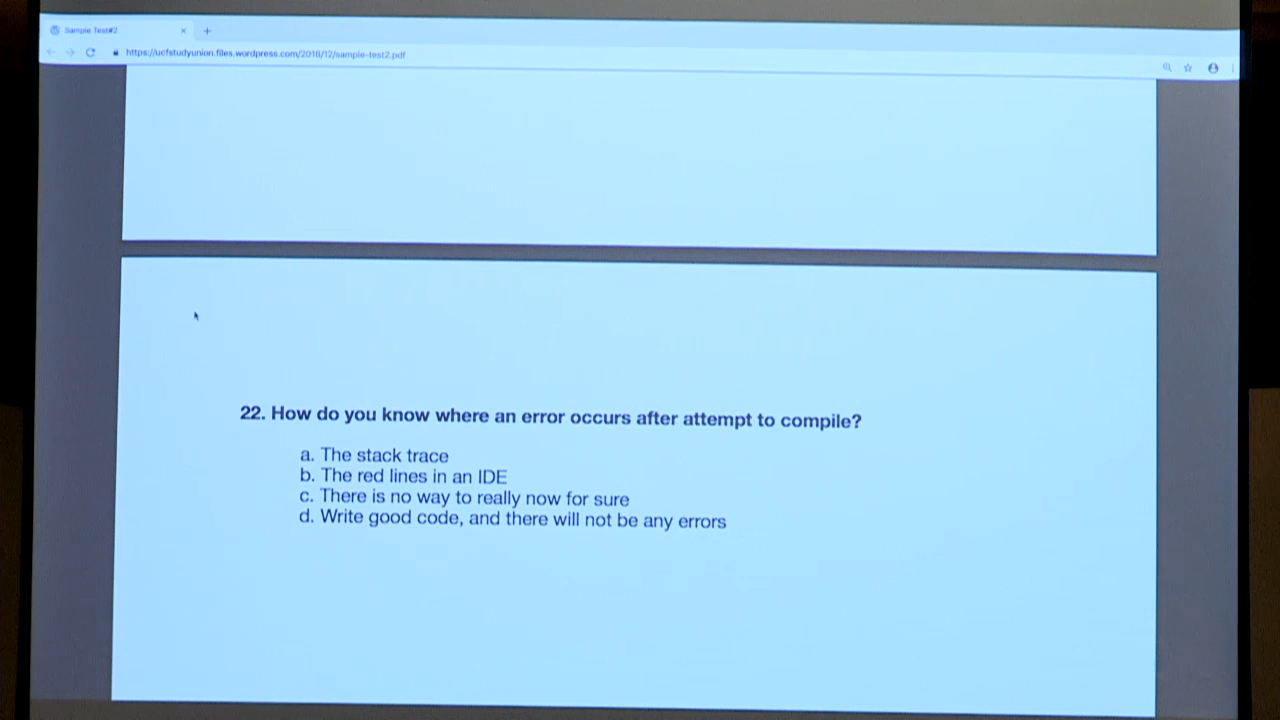 Sample Test#2
https://ucfstudyunion.files.wordpress.com/2018/12/sample-test2.pdf
22. How do you know where an error occurs after attempt to compile?
a. The stack trace
b. The red lines in an IDE
c. There is no way to really now for sure
d. Write good code, and there will not be any errors